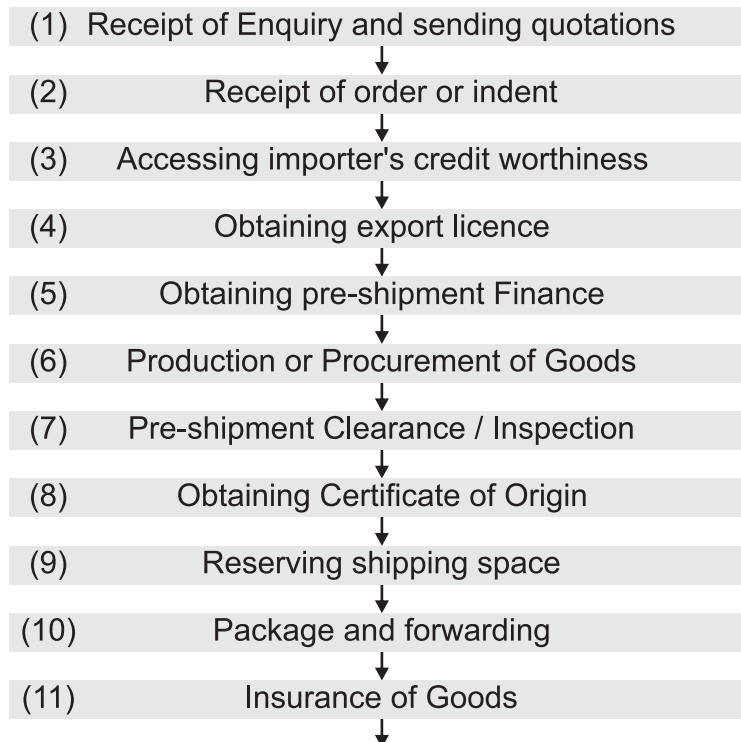 (1) Receipt of Enquiry and sending quotations
(2) Receipt of order or indent
(3) Accessing importer's credit worthiness
(4) Obtaining export licence
(5) Obtaining pre-shipment Finance
(6) Production or Procurement of Goods
(7) Pre-shipment Clearance / Inspection
(8) Obtaining Certificate of Origin
(9) Reserving shipping space
(10) Package and forwarding
(11) Insurance of Goods